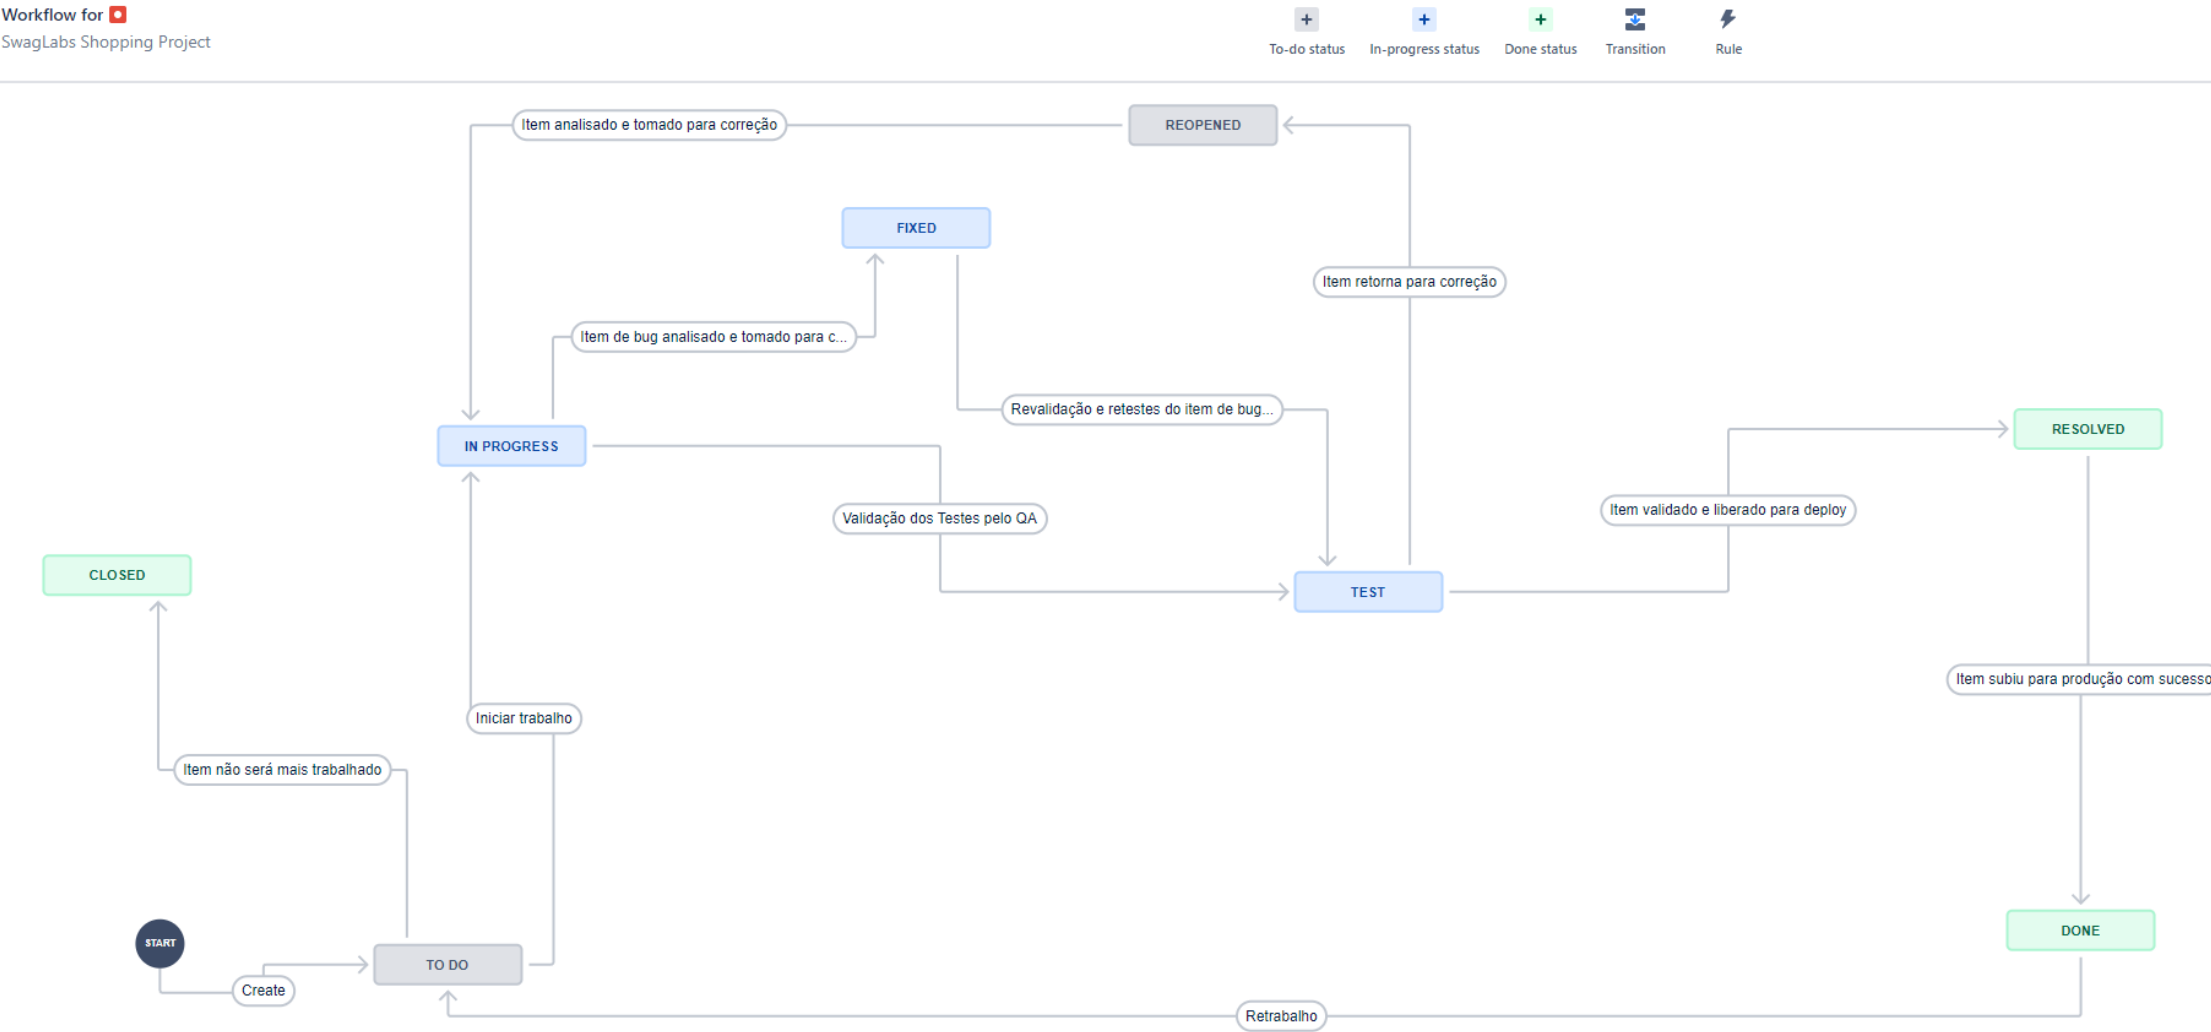 Workflow for
SwagLabs Shopping Project
To-do status
In-progress status
Done status
Transition
Rule
Item analisado e tomado para correção
REOPENED
FIXED
Item retorna para correção
Item de bug analisado e tomado para c...
Revalidação e retestes do item de bug...
IN PROGRESS
RESOLVED
Validação dos Testes pelo QA
Item validado e liberado para deploy
CLOSED
TEST
Item subiu para produção com sucesso
Iniciar trabalho
Item não será mais trabalhado
START
TO DO
DONE
Create
Retrabalho